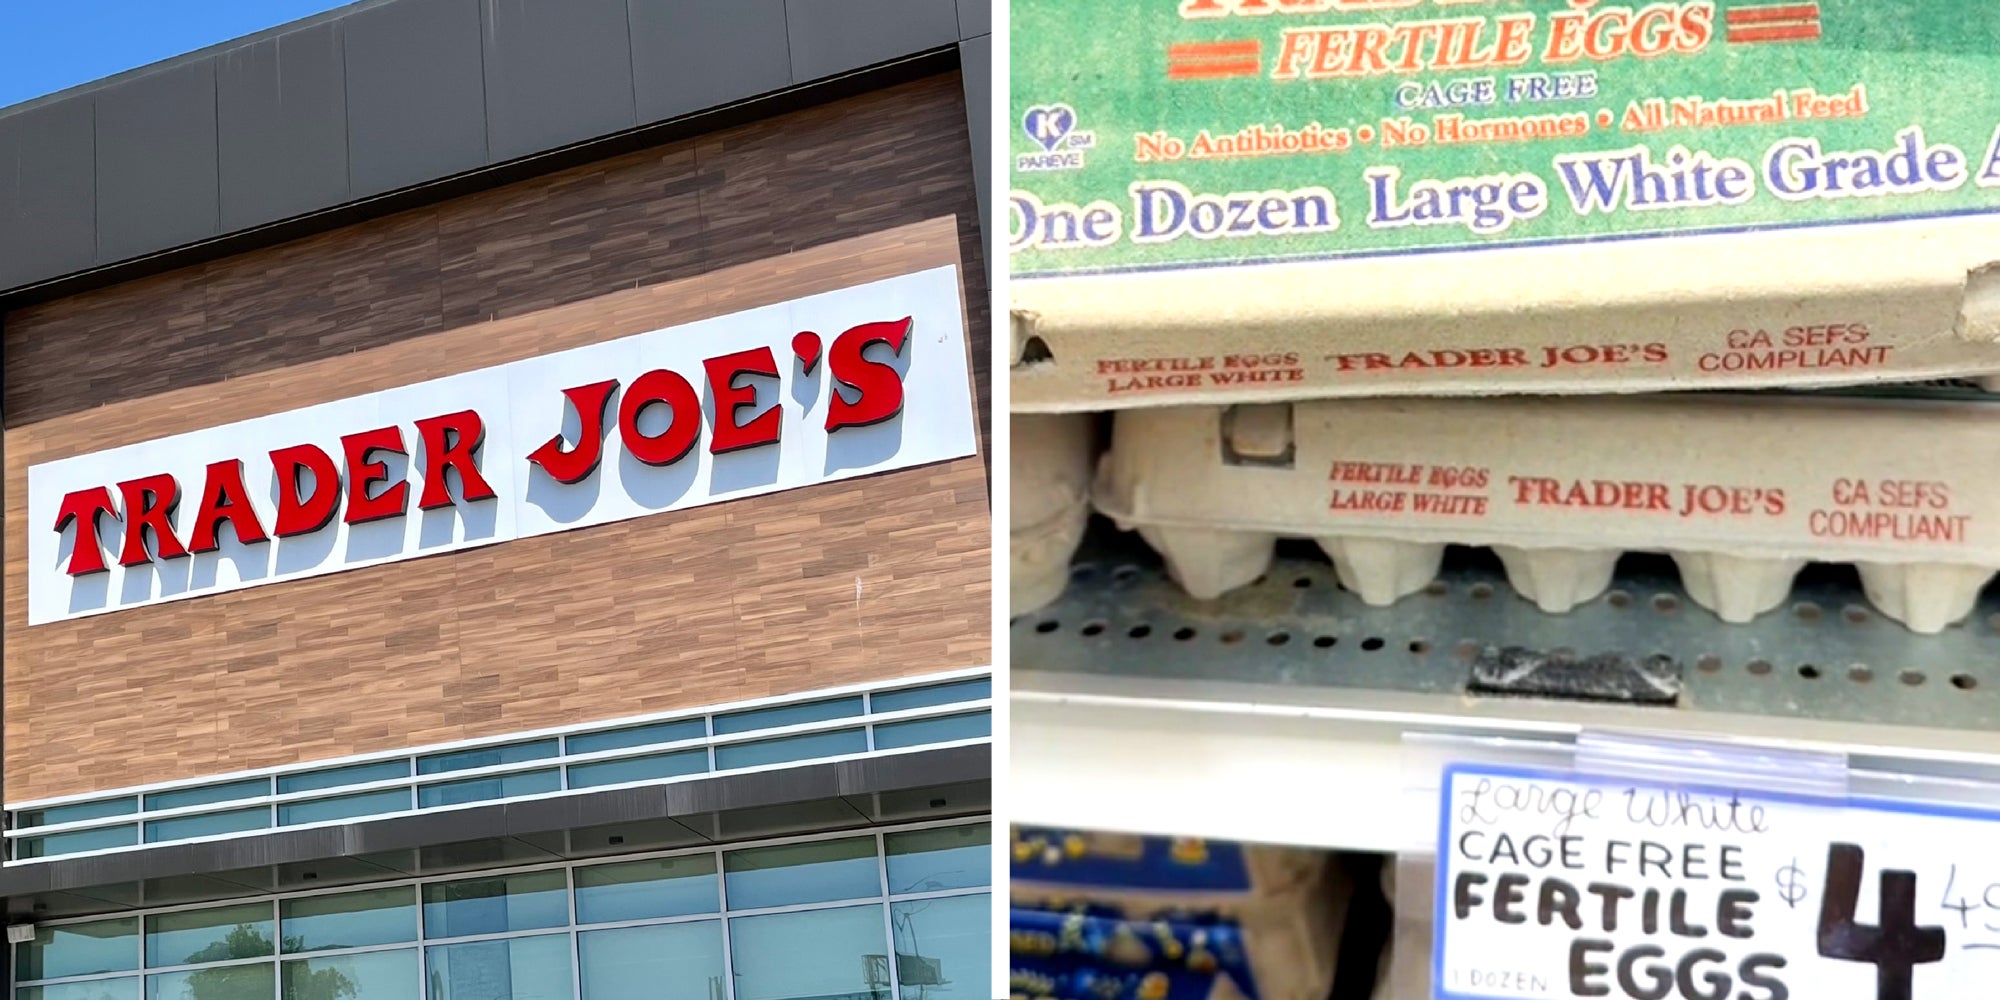 TRADER JOE'S
FERTILE EGGS
CAGE FREE
K SM
PAREVE
No Antibiotics • No Hormones • All Natural Feed
One Dozen Large White Grade A
FERTILE EGGS
LARGE WHITE
TRADER JOE'S
CA SEFS
COMPLIANT
FERTILE EGGS
LARGE WHITE
TRADER JOE'S
CA SEFS
COMPLIANT
Large White
CAGE FREE
FERTILE
EGGS
1 DOZEN
$4